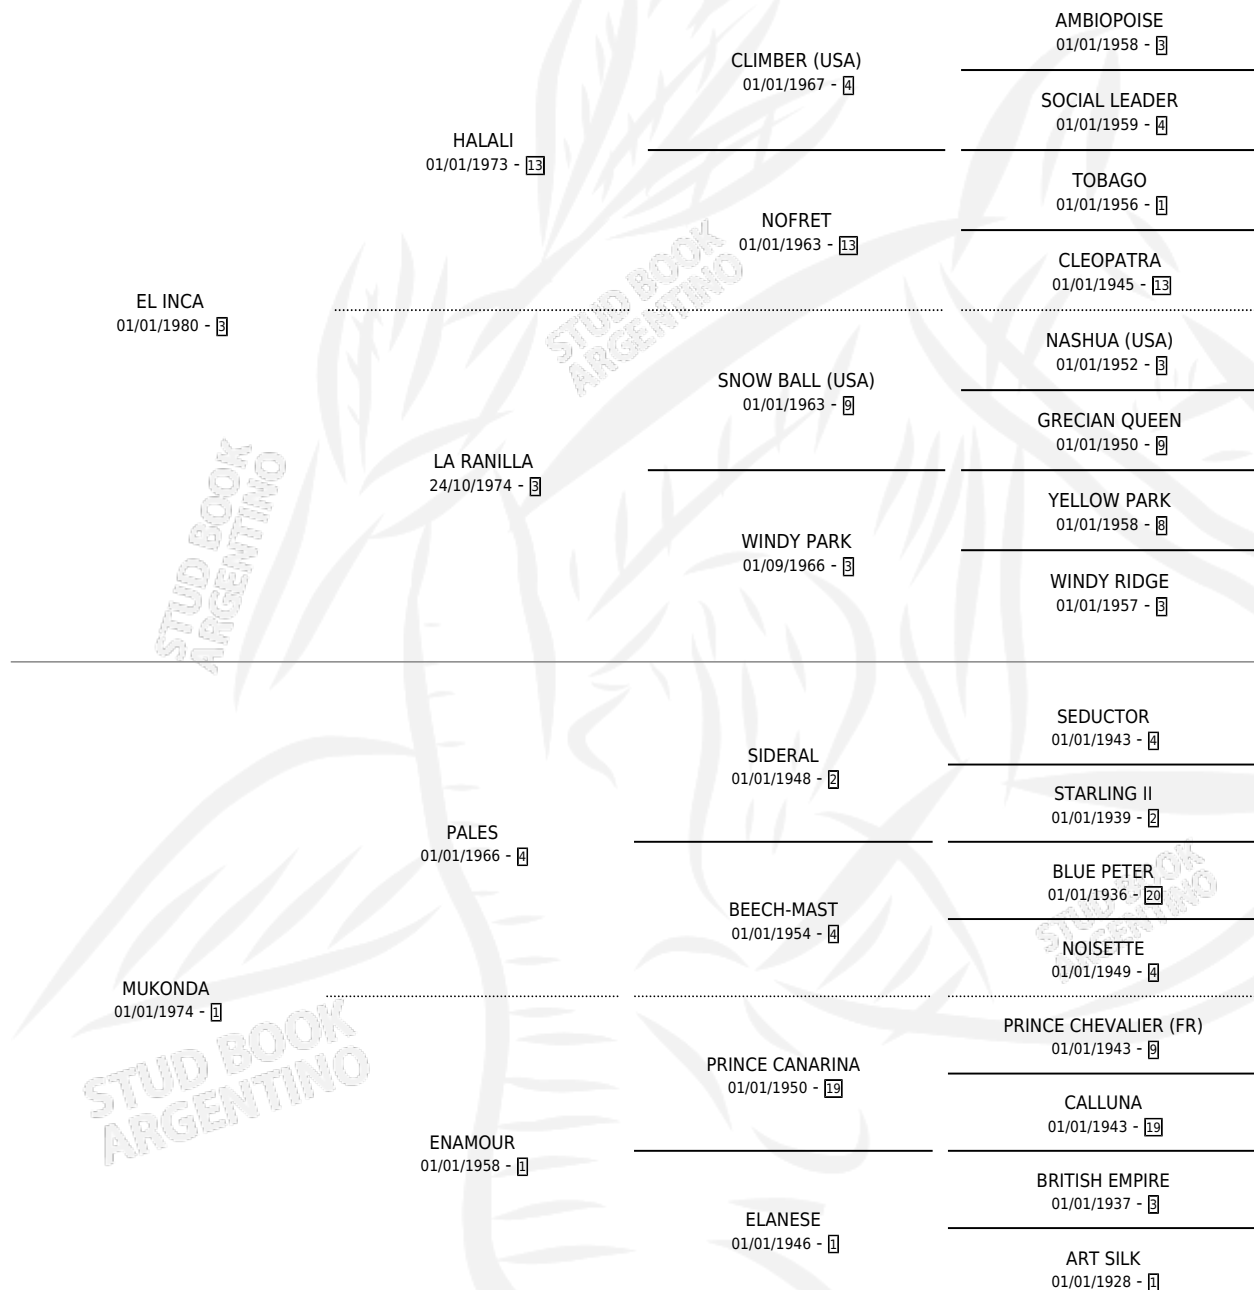 AMBIOPOISE
01/01/1958 - 3
CLIMBER (USA)
01/01/1967 - 4
SOCIAL LEADER
01/01/1959 - 4
HALALI
01/01/1973 - 13
TOBAGO
01/01/1956 - 1
NOFRET
01/01/1963 - 13
CLEOPATRA
01/01/1945 - 13
EL INCA
01/01/1980 - 3
NASHUA (USA)
01/01/1952 - 3
SNOW BALL (USA)
01/01/1963 - 9
GRECIAN QUEEN
01/01/1950 - 9
LA RANILLA
24/10/1974 - 3
YELLOW PARK
01/01/1958 - 8
WINDY PARK
01/09/1966 - 3
WINDY RIDGE
01/01/1957 - 3
SEDUCTOR
01/01/1943 - 4
SIDERAL
01/01/1948 - 2
STARLING II
01/01/1939 - 2
PALES
01/01/1966 - 4
BLUE PETER
01/01/1936 - 20
BEECH-MAST
01/01/1954 - 4
NOISETTE
01/01/1949 - 4
MUKONDA
01/01/1974 - 1
PRINCE CHEVALIER (FR)
01/01/1943 - 9
PRINCE CANARINA
01/01/1950 - 19
CALLUNA
01/01/1943 - 19
ENAMOUR
01/01/1958 - 1
BRITISH EMPIRE
01/01/1937 - 3
ELANESE
01/01/1946 - 1
ART SILK
01/01/1928 - 1
STUD BOOK
ARGENTINO
STUD BOOK
ARGENTINO
STUD BOOK
ARGENTINO
STUD BOOK
ARGENTINO